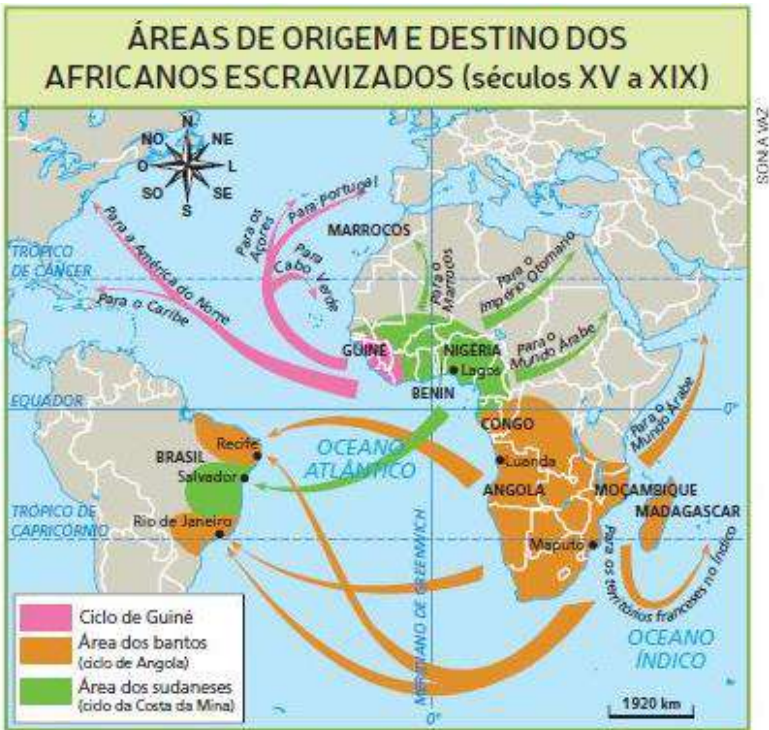 ÁREAS DE ORIGEM E DESTINO DOS
AFRICANOS ESCRAVIZADOS (séculos XV a XIX)
SONIA VAZ
N
NO
NE
O
L
SO
SE
S
Para a América do Norte
Para o Caribe
Para os
Açores
Para Portugal
Para
Cabo Verde
MARROCOS
Para o
Marrocos
Para o
Império Otomano
Para o
Mundo Árabe
TRÓPICO
DE CÂNCER
GUINÉ
NIGÉRIA
Lagos
BENIN
EQUADOR
0°
CONGO
Para o
Mundo Árabe
Recife
BRASIL
Salvador
OCEANO
ATLÂNTICO
Luanda
ANGOLA
MOÇAMBIQUE
MADAGASCAR
TRÓPICO DE
CAPRICÓRNIO
Rio de Janeiro
Maputo
Para os territórios franceses no Índico
MERIDIANO DE GREENWICH
OCEANO
ÍNDICO
Ciclo de Guiné
Área dos bantos
(ciclo de Angola)
Área dos sudaneses
(ciclo da Costa da Mina)
0°
1920 km